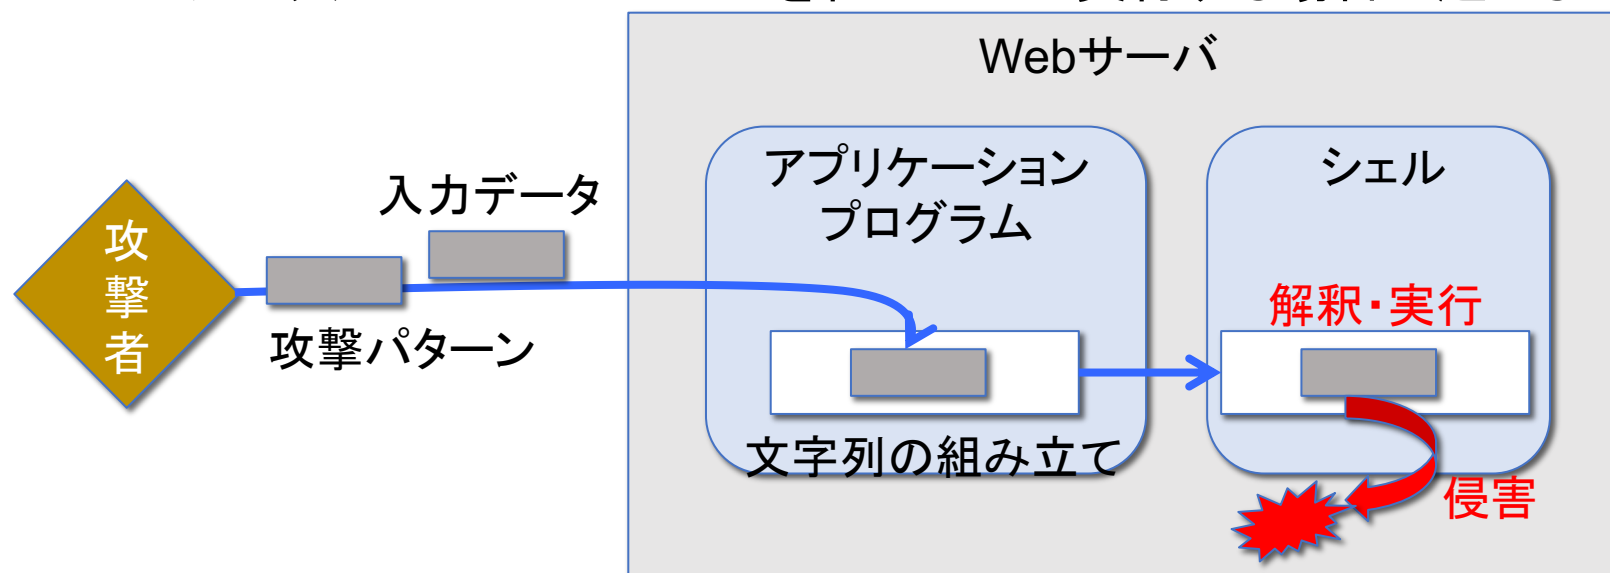 Webサーバ
アプリケーション
プログラム
シェル
入力データ
攻撃者
攻撃パターン
解釈・実行
文字列の組み立て
侵害